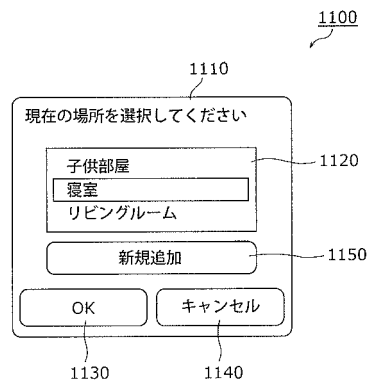 1100
1110
現在の場所を選択してください
子供部屋
1120
寝室
リビングルーム
新規追加
1150
OK
キャンセル
1130
1140